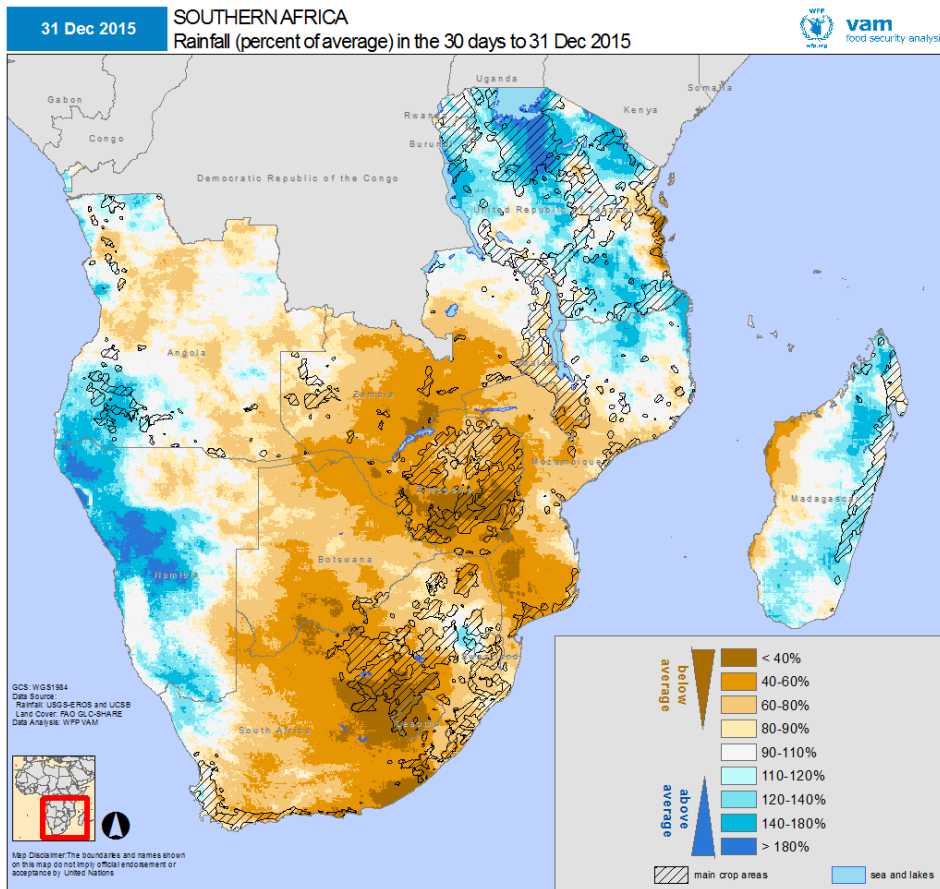 31 Dec 2015
SOUTHERN AFRICA
Rainfall (percent of average) in the 30 days to 31 Dec 2015
WFP
wfp.org
vam
food security analysis
Uganda
Somalia
Gabon
Kenya
Congo
Burundi
Democratic Republic of the Congo
United Republic of Tanzania
Angola
Zambia
Mozambique
Madagascar
Botswana
Namibia
South Africa
Lesotho
GCS: WGS1984
Data Source:
Rainfall: USGS-EROS and UCSB
Land Cover: FAO GLC-SHARE
Data Analysis: WFP VAM
Map Disclaimer: The boundaries and names shown
on this map do not imply official endorsement or
acceptance by United Nations
below
average
above
average
< 40%
40-60%
60-80%
80-90%
90-110%
110-120%
120-140%
140-180%
> 180%
main crop areas
sea and lakes